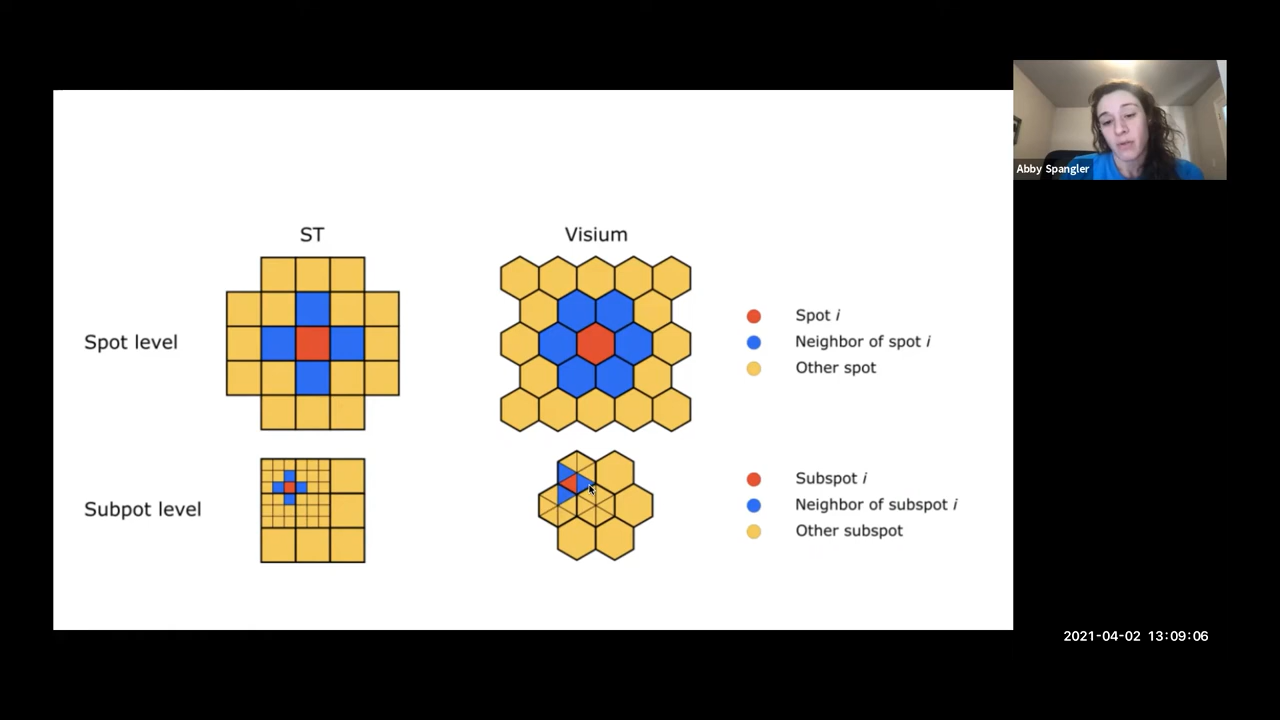 Abby Spangler
ST
Visium
Spot level
Spot i
Neighbor of spot i
Other spot
Subpot level
Subspot i
Neighbor of subspot i
Other subspot
2021-04-02 13:09:06